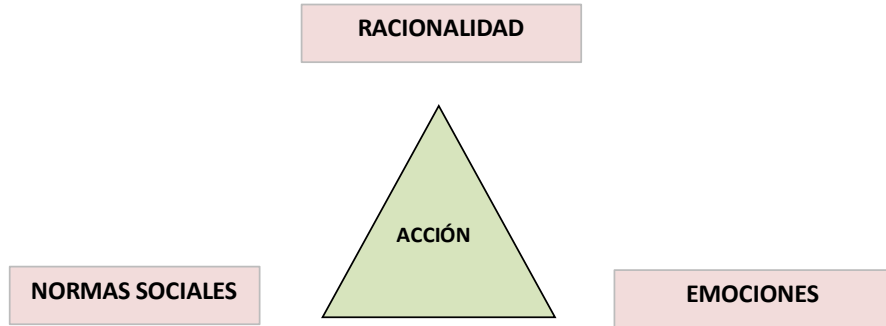 RACIONALIDAD
ACCIÓN
NORMAS SOCIALES
EMOCIONES